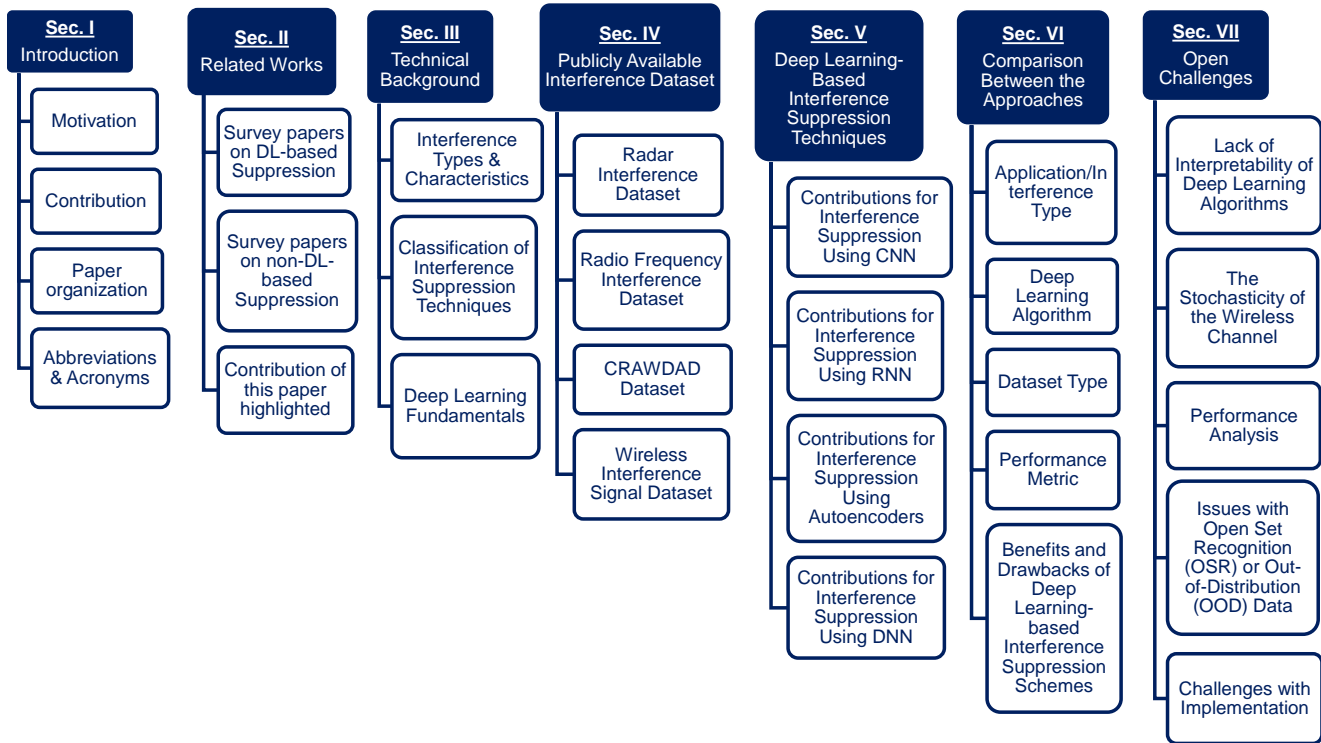 Sec. I
Introduction
Motivation
Contribution
Paper
organization
Abbreviations
& Acronyms
Sec. II
Related Works
Survey papers
on DL-based
Suppression
Survey papers
on non-DL-
based
Suppression
Contribution of
this paper
highlighted
Sec. III
Technical
Background
Interference
Types &
Characteristics
Classification of
Interference
Suppression
Techniques
Deep Learning
Fundamentals
Sec. IV
Publicly Available
Interference Dataset
Radar
Interference
Dataset
Radio Frequency
Interference
Dataset
CRAWDAD
Dataset
Wireless
Interference
Signal Dataset
Sec. V
Deep Learning-
Based
Interference
Suppression
Techniques
Contributions for
Interference
Suppression
Using CNN
Contributions for
Interference
Suppression
Using RNN
Contributions for
Interference
Suppression
Using
Autoencoders
Contributions for
Interference
Suppression
Using DNN
Sec. VI
Comparison
Between the
Approaches
Application/In
terference
Type
Deep
Learning
Algorithm
Dataset Type
Performance
Metric
Benefits and
Drawbacks of
Deep
Learning-
based
Interference
Suppression
Schemes
Sec. VII
Open
Challenges
Lack of
Interpretability of
Deep Learning
Algorithms
The
Stochasticity of
the Wireless
Channel
Performance
Analysis
Issues with
Open Set
Recognition
(OSR) or Out-
of-Distribution
(OOD) Data
Challenges with
Implementation